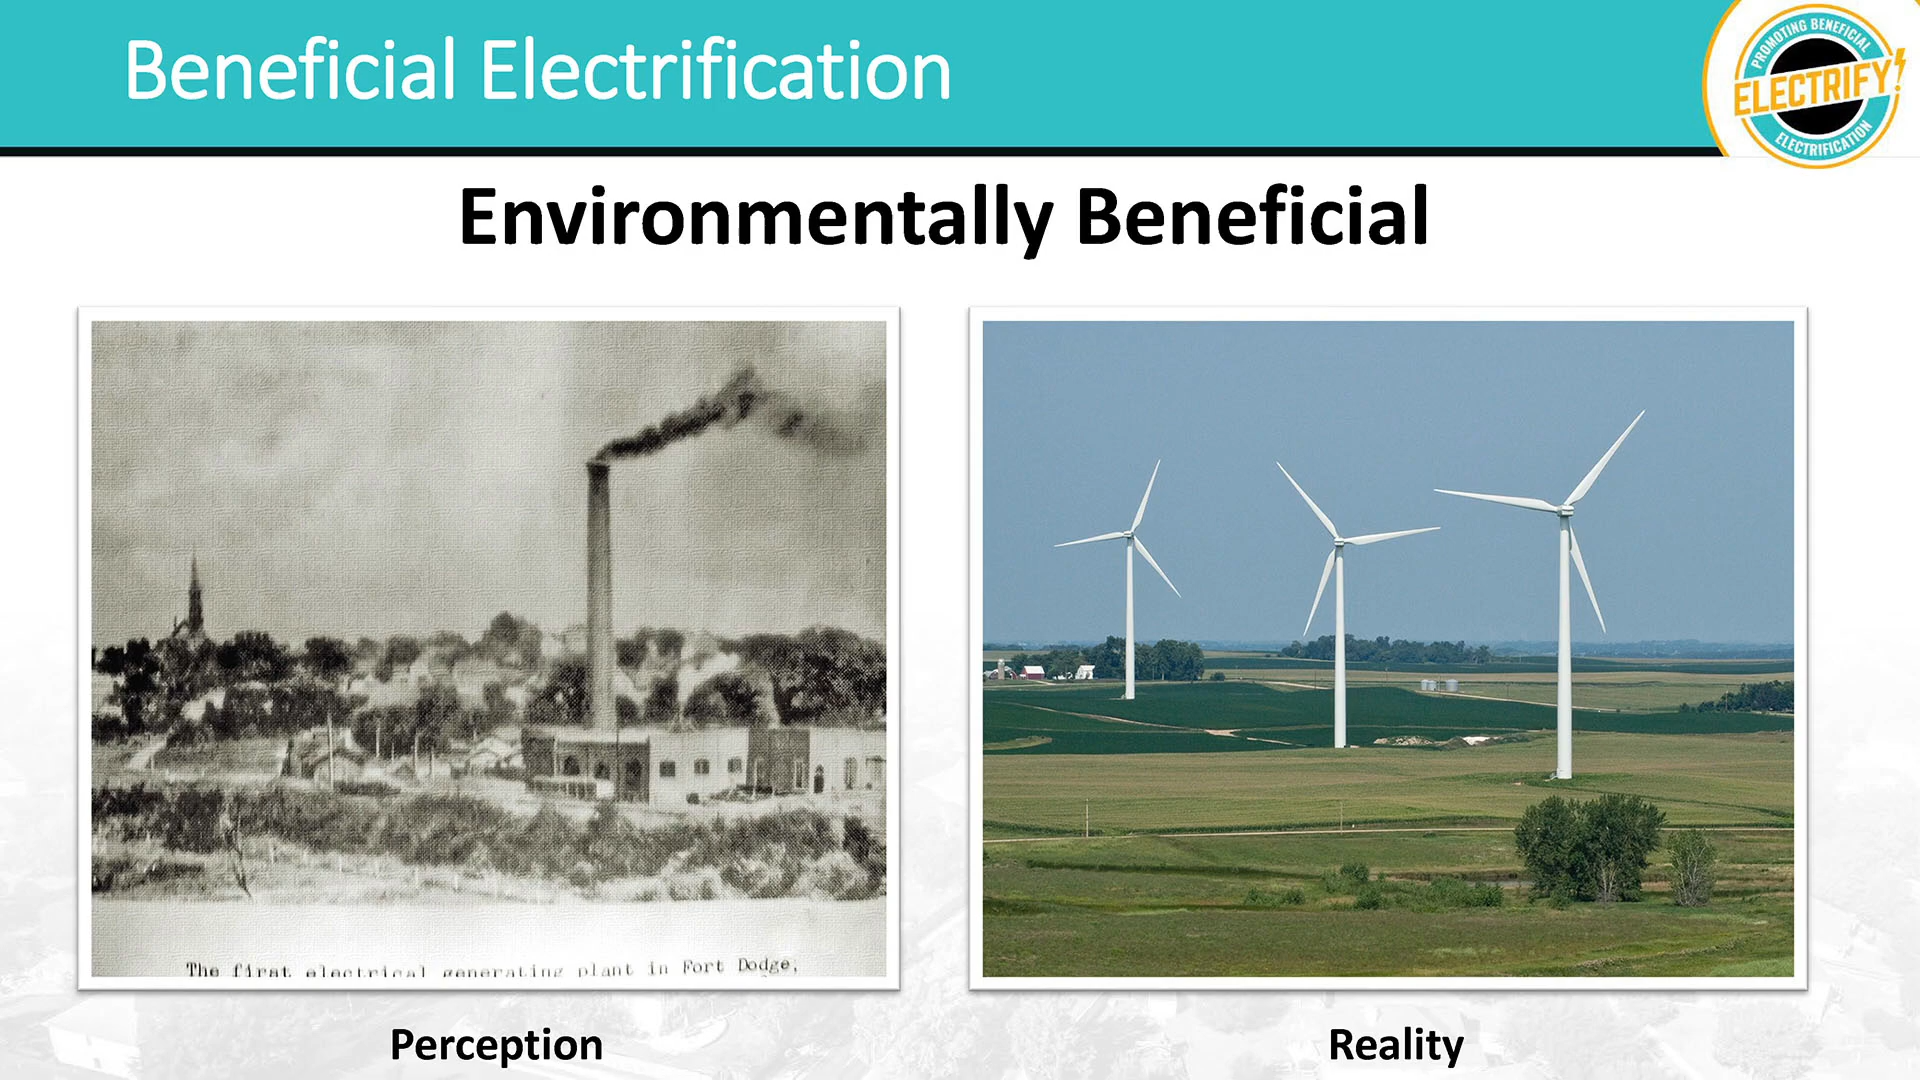 Beneficial Electrification
PROMOTING BENEFICIAL
ELECTRIFY!
ELECTRIFICATION
Environmentally Beneficial
The first electrical generating plant in Fort Dodge,
Perception
Reality